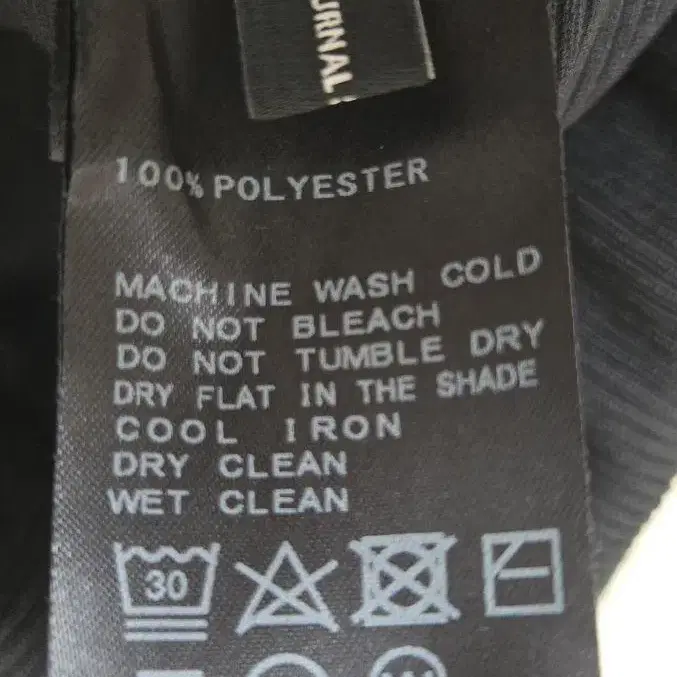 URNAL
100% POLYESTER
MACHINE WASH COLD
DO NOT BLEACH
DO NOT TUMBLE DRY
DRY FLAT IN THE SHADE
COOL IRON
DRY CLEAN
WET CLEAN
30